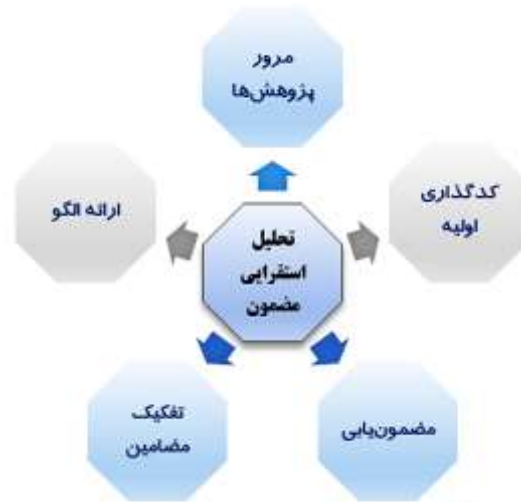 مرور
پژوهش‌ها
کدگذاری
اولیه
ارائه الگو
تحلیل
استقرایی
مضمون
تفکیک
مضامین
مضمون‌یابی